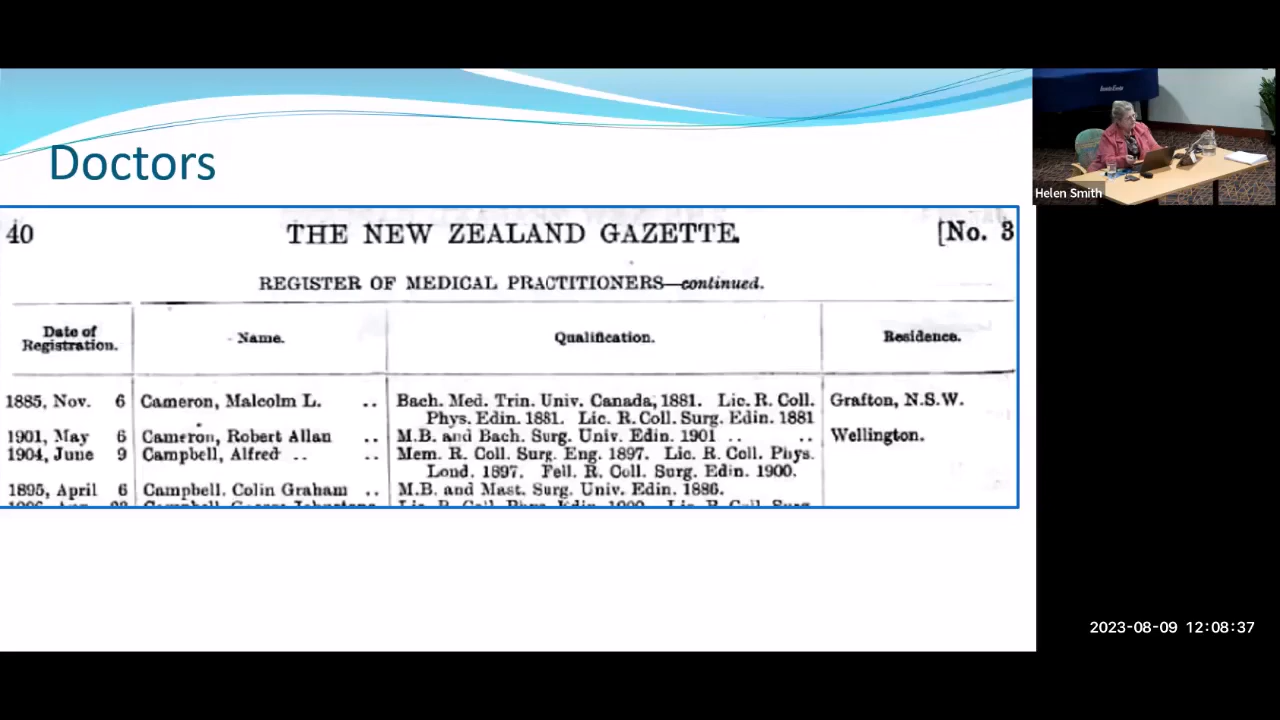 Doctors
Helen Smith
40 THE NEW ZEALAND GAZETTE. [No. 3
REGISTER OF MEDICAL PRACTITIONERS—continued.
Date of Registration. Name. Qualification. Residence.
1885, Nov. 6 Cameron, Malcolm L. .. Bach. Med. Trin. Univ. Canada, 1881. Lic. R. Coll. Grafton, N.S.W.
Phys. Edin. 1881. Lic. R. Coll. Surg. Edin. 1881
1901, May 6 Cameron, Robert Allan .. M.B. and Bach. Surg. Univ. Edin. 1901 .. .. Wellington.
1904, June 9 Campbell, Alfred .. .. Mem. R. Coll. Surg. Eng. 1897. Lic. R. Coll. Phys.
Lond. 1897. Fell. R. Coll. Surg. Edin. 1900.
1895, April 6 Campbell, Colin Graham .. M.B. and Mast. Surg. Univ. Edin. 1886.
2023-08-09 12:08:37